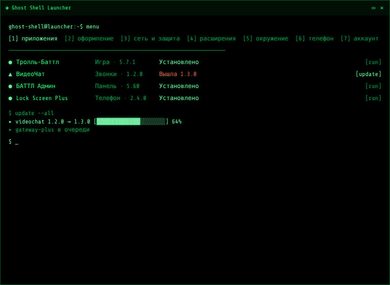 Ghost Shell Launcher
ghost-shell@launcher:~$ menu
[1] приложения [2] оформление [3] сеть и защита [4] расширения [5] окружение [6] телефон [7] аккаунт
● Тролль-Баттл Игра · 5.7.1 Установлено [run]
▲ ВидеоЧат Звонки · 1.2.0 Вышла 1.3.0 [update]
● БАТТЛ Админ Панель · 1.60 Установлено [run]
● Lock Screen Plus Телефон · 2.4.0 Установлено [run]
$ update --all
▸ videochat 1.2.0 → 1.3.0 [ ] 64%
▸ gateway-plus в очереди
$ _